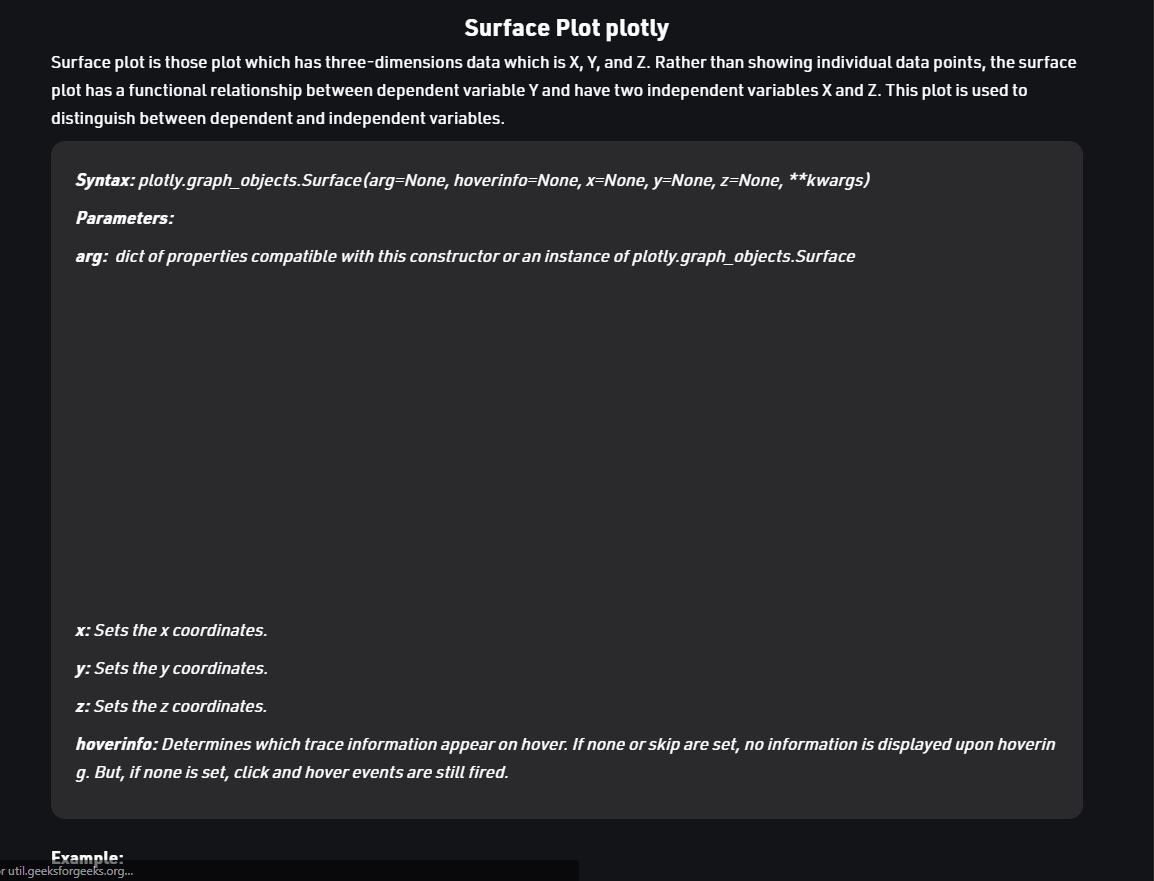 Surface Plot plotly
Surface plot is those plot which has three-dimensions data which is X, Y, and Z. Rather than showing individual data points, the surface
plot has a functional relationship between dependent variable Y and have two independent variables X and Z. This plot is used to
distinguish between dependent and independent variables.
Syntax: plotly.graph_objects.Surface(arg=None, hoverinfo=None, x=None, y=None, z=None, **kwargs)
Parameters:
arg:  dict of properties compatible with this constructor or an instance of plotly.graph_objects.Surface
x: Sets the x coordinates.
y: Sets the y coordinates.
z: Sets the z coordinates.
hoverinfo: Determines which trace information appear on hover. If none or skip are set, no information is displayed upon hoverin
g. But, if none is set, click and hover events are still fired.
Example:
r util.geeksforgeeks.org...